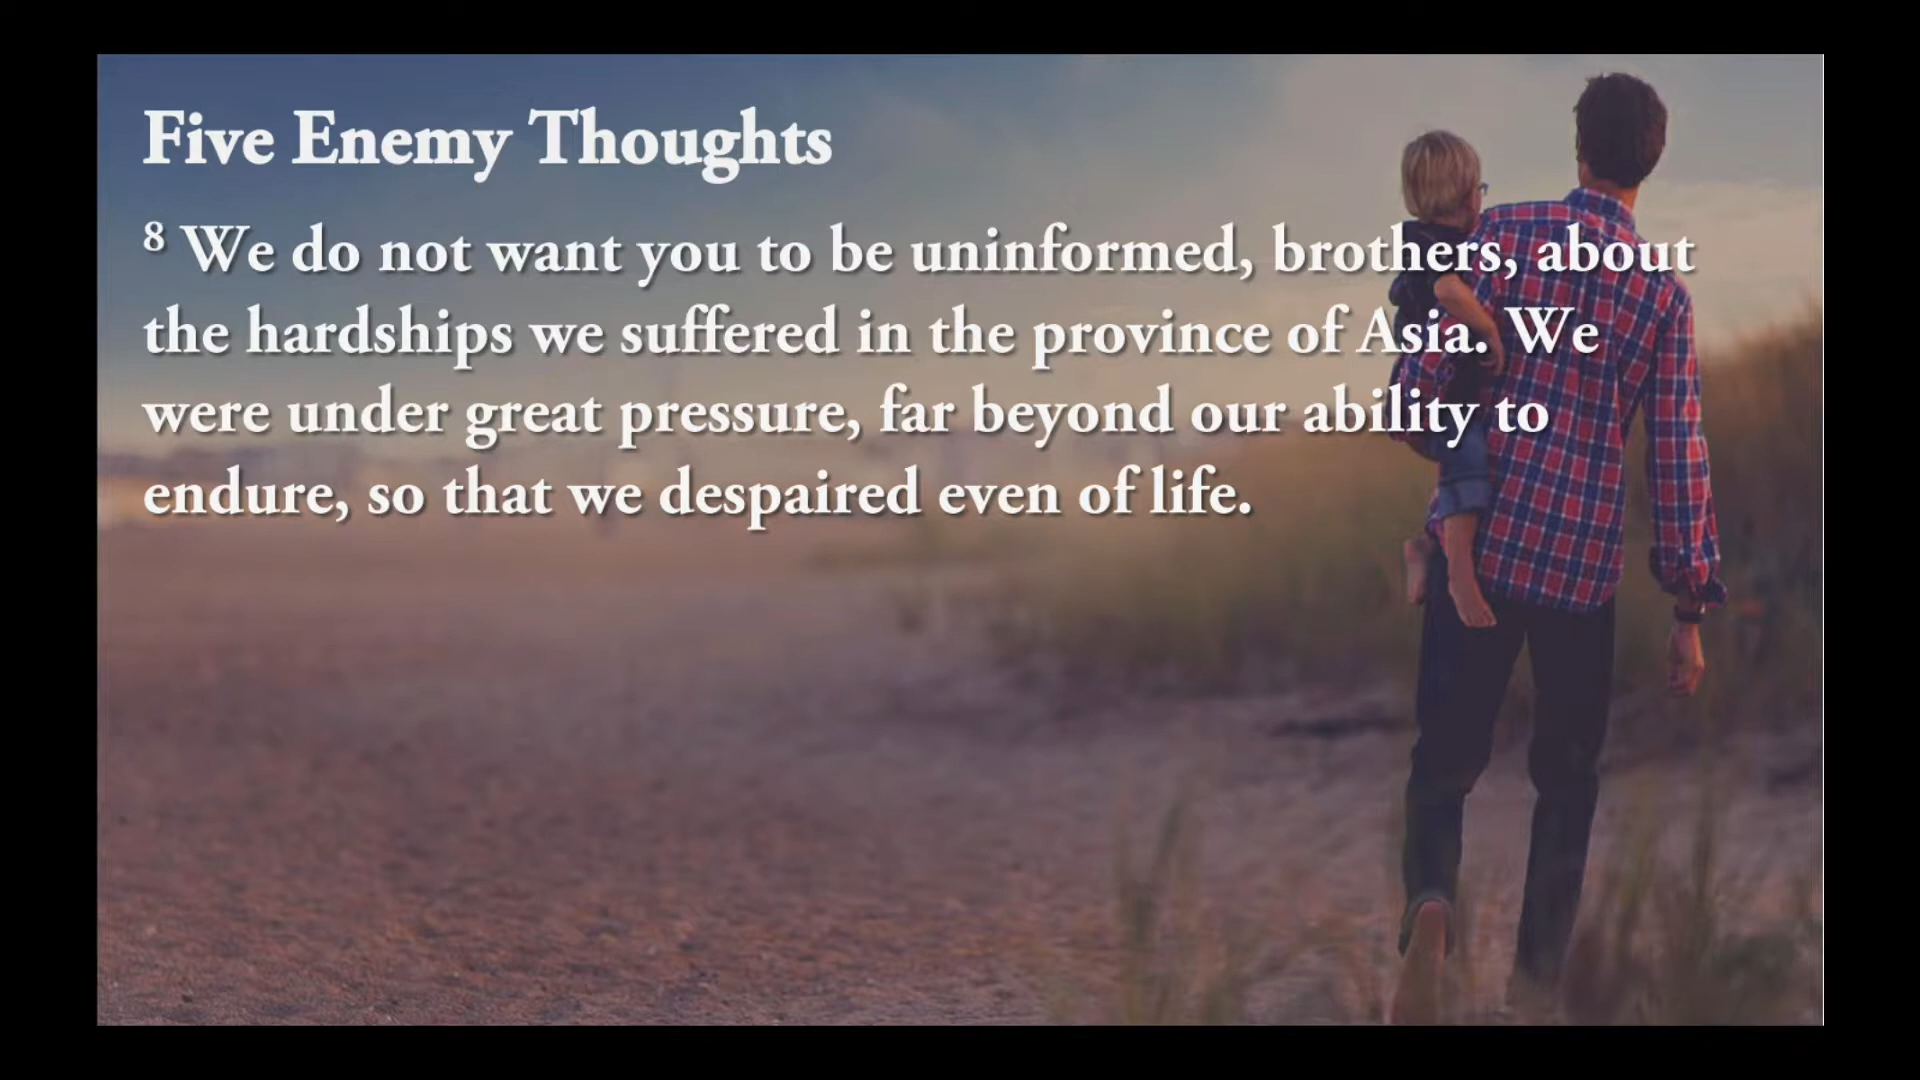 Five Enemy Thoughts
8 We do not want you to be uninformed, brothers, about
the hardships we suffered in the province of Asia. We
were under great pressure, far beyond our ability to
endure, so that we despaired even of life.